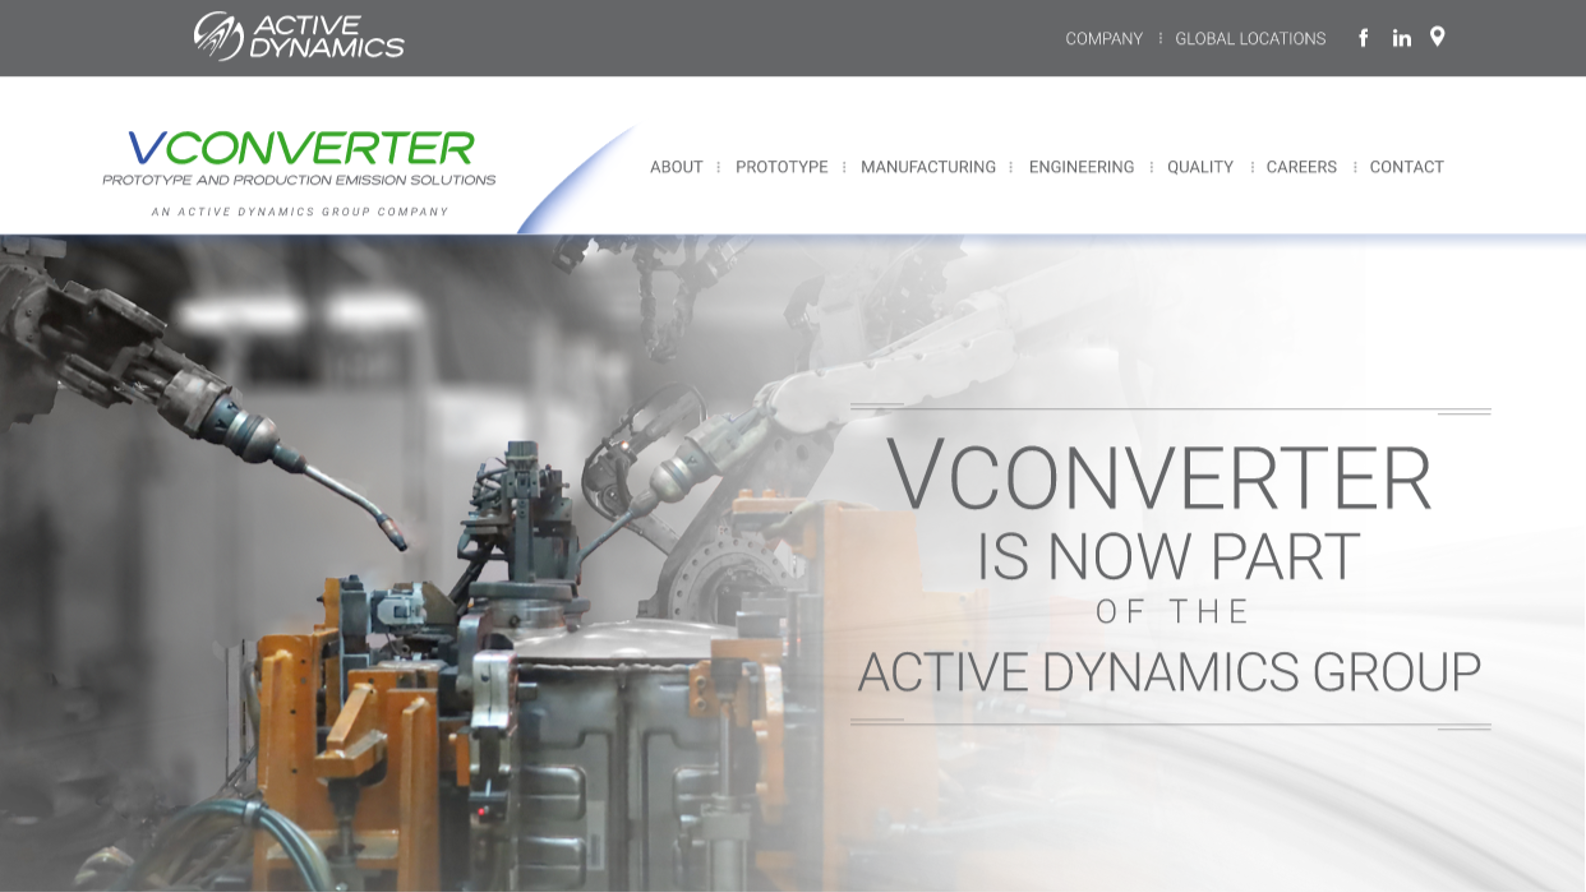 ACTIVE
DYNAMICS
COMPANY
GLOBAL LOCATIONS
VCONVERTER
PROTOTYPE AND PRODUCTION EMISSION SOLUTIONS
AN ACTIVE DYNAMICS GROUP COMPANY
ABOUT
PROTOTYPE
MANUFACTURING
ENGINEERING
QUALITY
CAREERS
CONTACT
VCONVERTER
IS NOW PART
OF THE
ACTIVE DYNAMICS GROUP